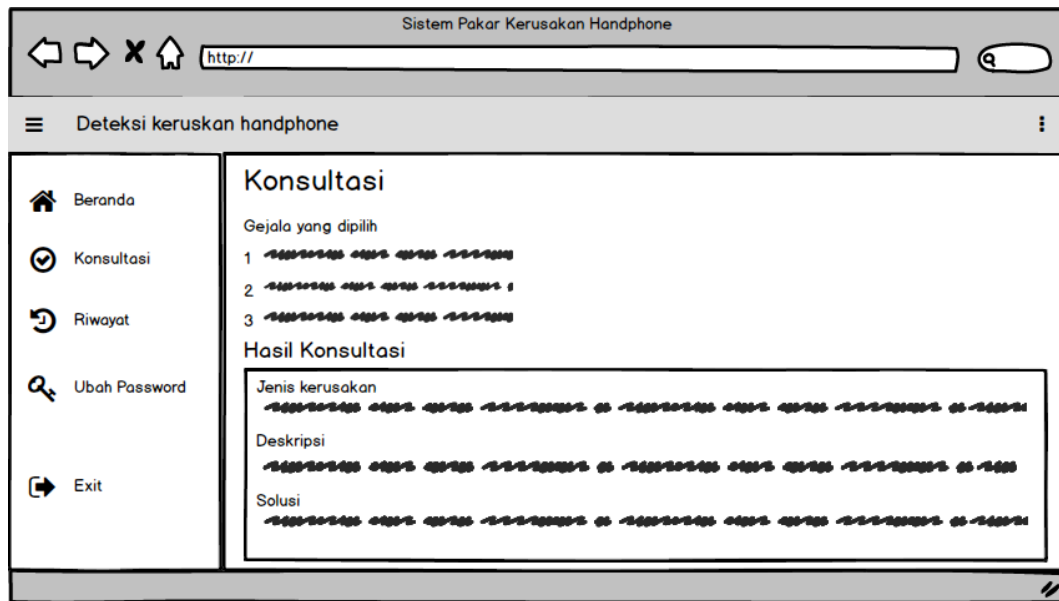 Sistem Pakar Kerusakan Handphone
http://
Deteksi keruskan handphone
Beranda
Konsultasi
Riwayat
Ubah Password
Exit
Konsultasi
Gejala yang dipilih
1
2
3
Hasil Konsultasi
Jenis kerusakan
Deskripsi
Solusi